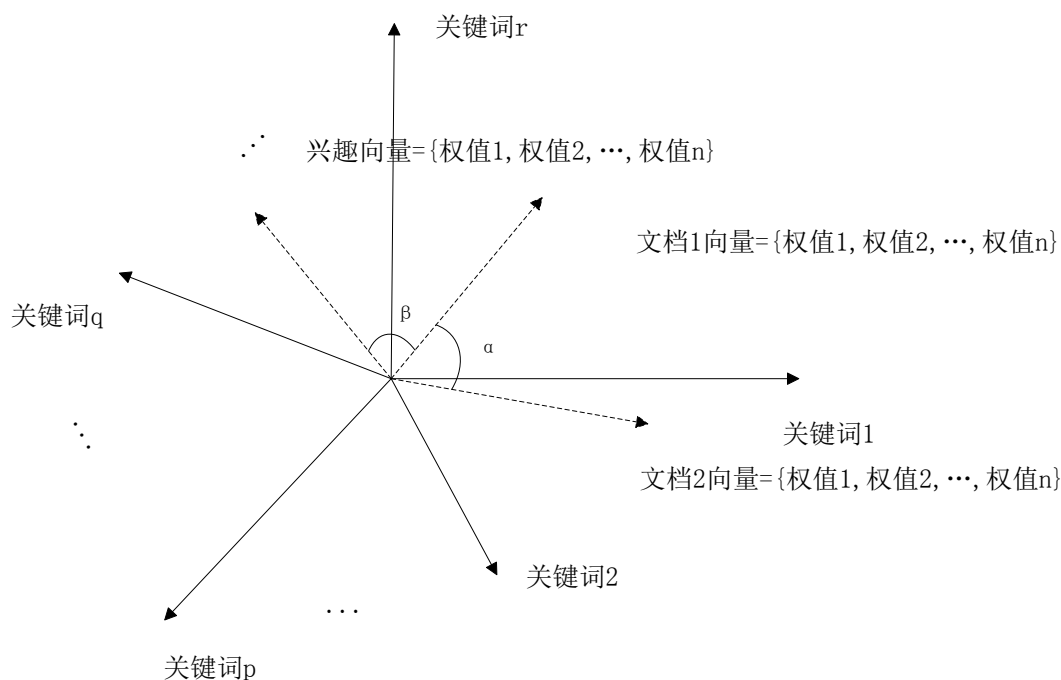 关键词r
兴趣向量={权值1,权值2,…,权值n}
文档1向量={权值1,权值2,…,权值n}
关键词q
β
α
关键词1
文档2向量={权值1,权值2,…,权值n}
关键词2
...
关键词p